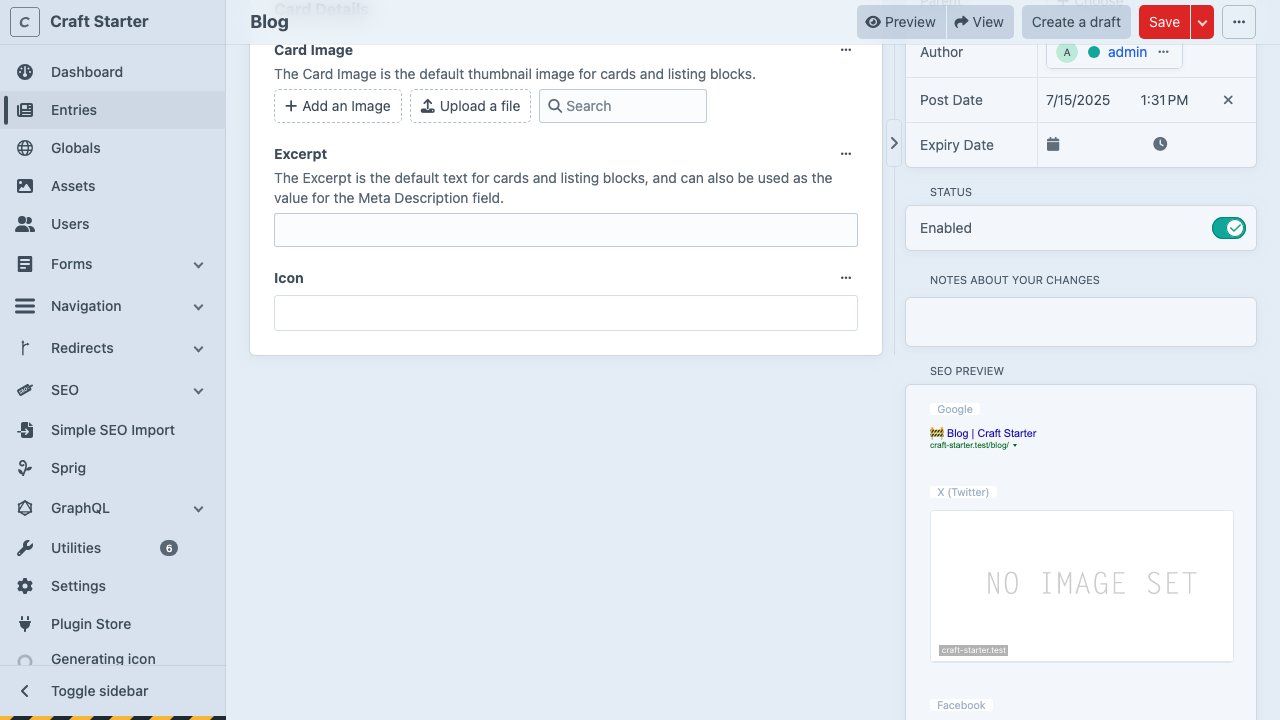 C Craft Starter
Dashboard
Entries
Globals
Assets
Users
Forms
Navigation
Redirects
SEO
Simple SEO Import
Sprig
GraphQL
Utilities 6
Settings
Plugin Store
Generating icon
Toggle sidebar
Blog
Preview
View
Create a draft
Save
Card Details
Card Image
The Card Image is the default thumbnail image for cards and listing blocks.
Add an Image
Upload a file
Search
Excerpt
The Excerpt is the default text for cards and listing blocks, and can also be used as the
value for the Meta Description field.
Icon
Parent
Choose
Author A admin
Post Date 7/15/2025 1:31 PM
Expiry Date
STATUS
Enabled
NOTES ABOUT YOUR CHANGES
SEO PREVIEW
Google
🚧 Blog | Craft Starter
craft-starter.test/blog/
X (Twitter)
NO IMAGE SET
craft-starter.test
Facebook